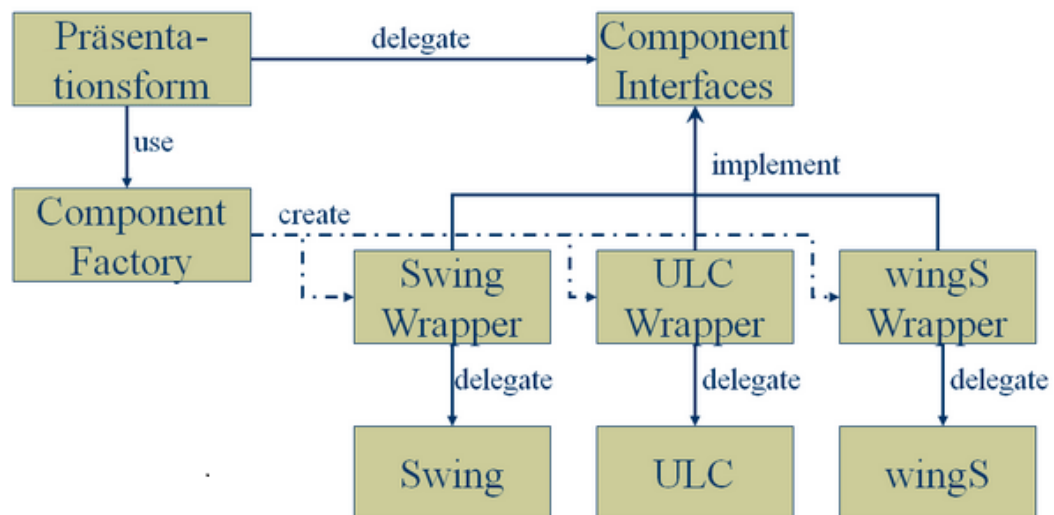 Präsenta-
tionsform
delegate
Component
Interfaces
use
implement
Component
Factory
create
Swing
Wrapper
ULC
Wrapper
wingS
Wrapper
delegate
delegate
delegate
Swing
ULC
wingS